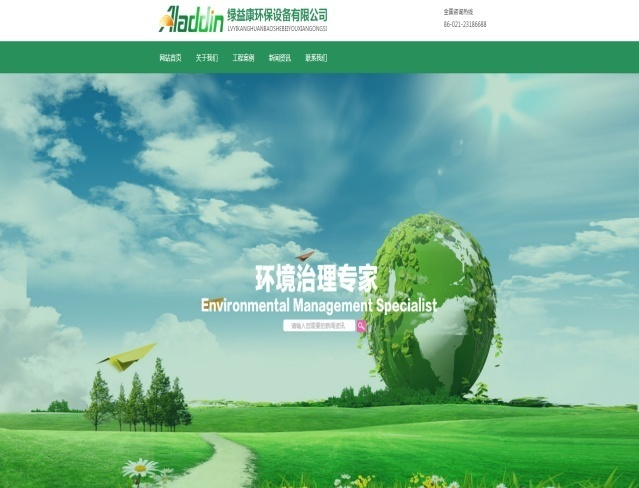 Aladdin 绿益康环保设备有限公司
LVYIKANGHUANBAOSHEBEIYOUXIANGONGSI
全国咨询热线
86-021-23186688
网站首页 关于我们 工程案例 新闻资讯 联系我们
环境治理专家
Environmental Management Specialist
请输入您需要的新闻资讯